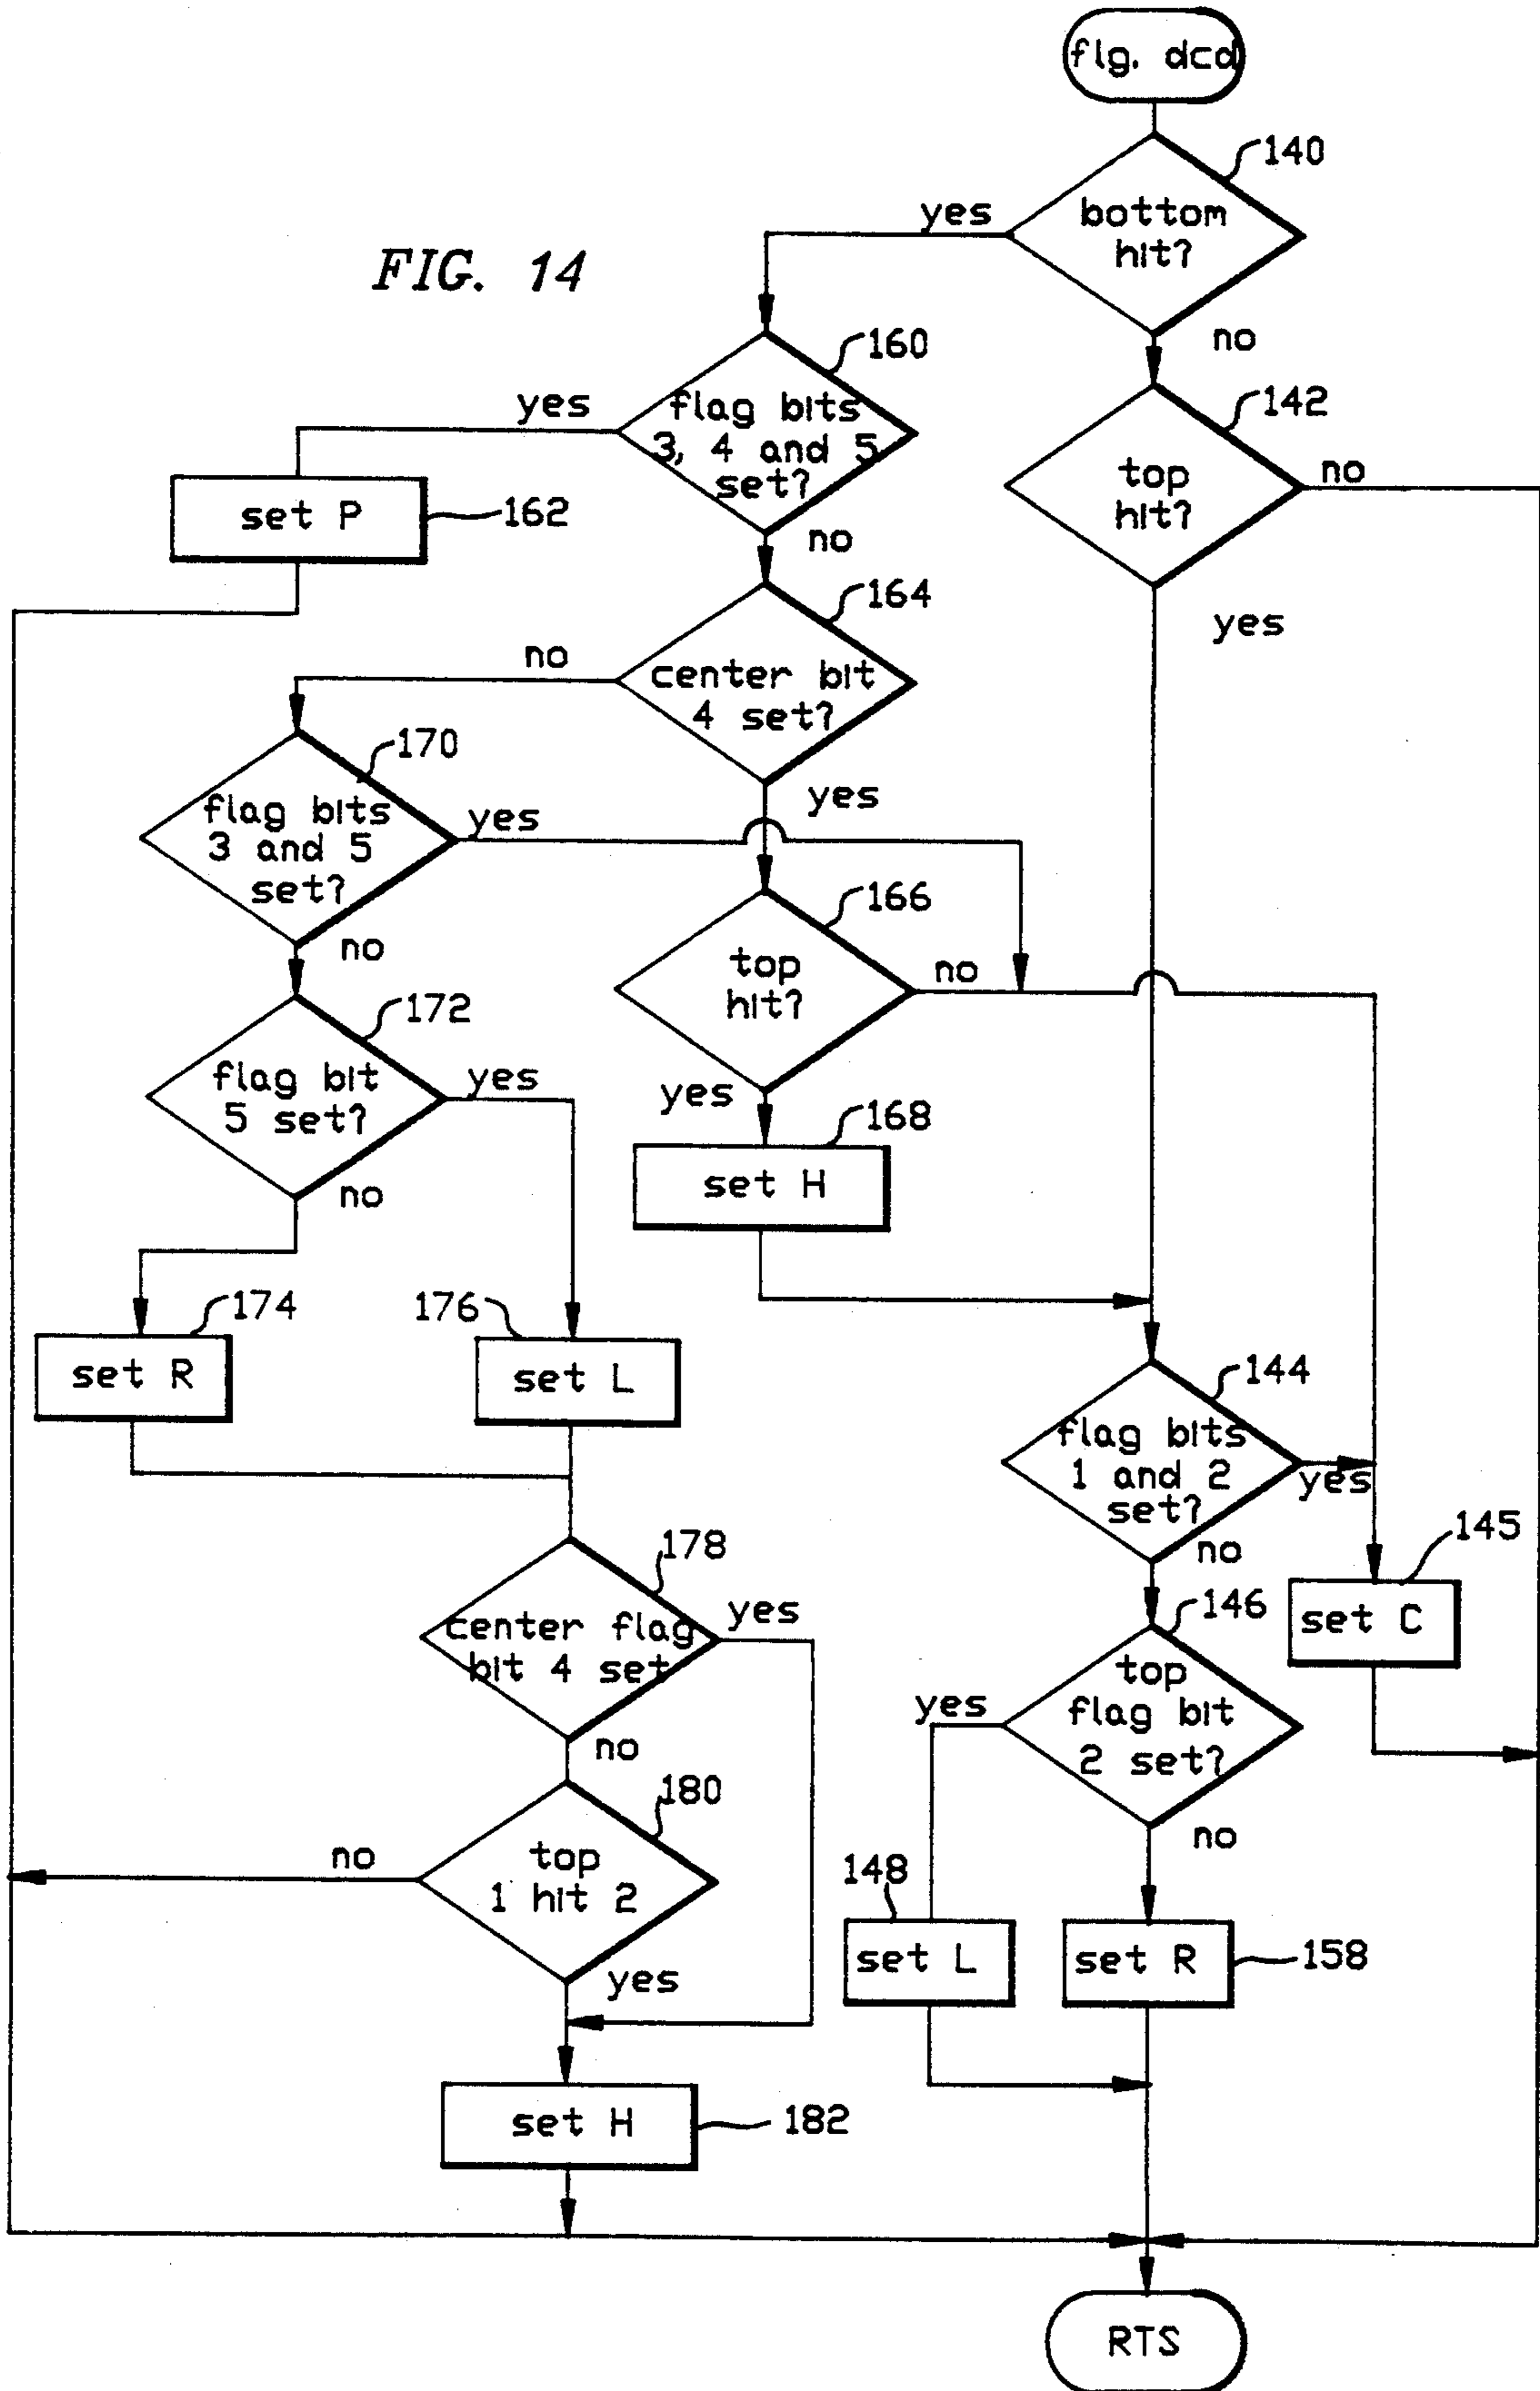 flg. dcd
140
bottom
hit?
yes
no
FIG. 14
160
flag bits
3, 4 and 5
set?
yes
no
142
top
hit?
no
yes
set P
162
164
center bit
4 set?
no
yes
170
flag bits
3 and 5
set?
yes
no
166
top
hit?
no
yes
172
flag bit
5 set?
yes
no
168
set H
174
set R
176
set L
144
flag bits
1 and 2
set?
yes
no
145
set C
178
center flag
bit 4 set
yes
no
146
top
flag bit
2 set?
yes
no
180
top
1 hit 2
no
yes
148
set L
set R
158
set H
182
RTS